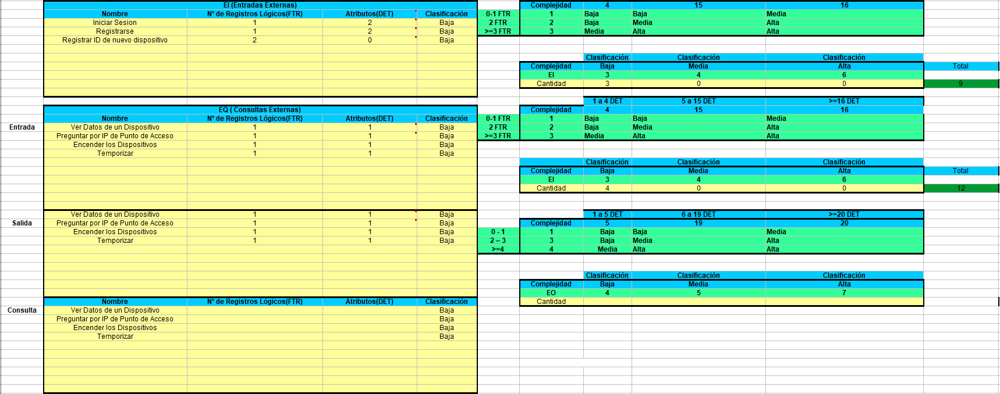 EI (Entradas Externas) Complejidad 4 15 16
Nombre Nº de Registros Lógicos(FTR) Atributos(DET) Clasificación 0-1 FTR 1 Baja Baja Media
Iniciar Sesion 1 2 Baja 2 FTR 2 Baja Media Alta
Registrarse 1 2 Baja >=3 FTR 3 Media Alta Alta
Registrar ID de nuevo dispositivo 2 0 Baja
Clasificación Clasificación Clasificación
Complejidad Baja Media Alta Total
EI 3 4 6
Cantidad 3 0 0 9
1 a 4 DET 5 a 15 DET >=16 DET
EQ ( Consultas Externas) Complejidad 4 15 16
Nombre Nº de Registros Lógicos(FTR) Atributos(DET) Clasificación 0-1 FTR 1 Baja Baja Media
Entrada Ver Datos de un Dispositivo 1 1 Baja 2 FTR 2 Baja Media Alta
Preguntar por IP de Punto de Acceso 1 1 Baja >=3 FTR 3 Media Alta Alta
Encender los Dispositivos 1 1 Baja
Temporizar 1 1 Baja
Clasificación Clasificación Clasificación
Complejidad Baja Media Alta Total
EI 3 4 6
Cantidad 4 0 0 12
Ver Datos de un Dispositivo 1 1 Baja 1 a 5 DET 6 a 19 DET >=20 DET
Salida Preguntar por IP de Punto de Acceso 1 1 Baja Complejidad 5 19 20
Encender los Dispositivos 1 1 Baja 0 - 1 1 Baja Baja Media
Temporizar 1 1 Baja 2 – 3 3 Baja Media Alta
>=4 4 Media Alta Alta
Clasificación Clasificación Clasificación
Complejidad Baja Media Alta
EO 4 5 7
Nombre Nº de Registros Lógicos(FTR) Atributos(DET) Clasificación Cantidad
Consulta Ver Datos de un Dispositivo Baja
Preguntar por IP de Punto de Acceso Baja
Encender los Dispositivos Baja
Temporizar Baja